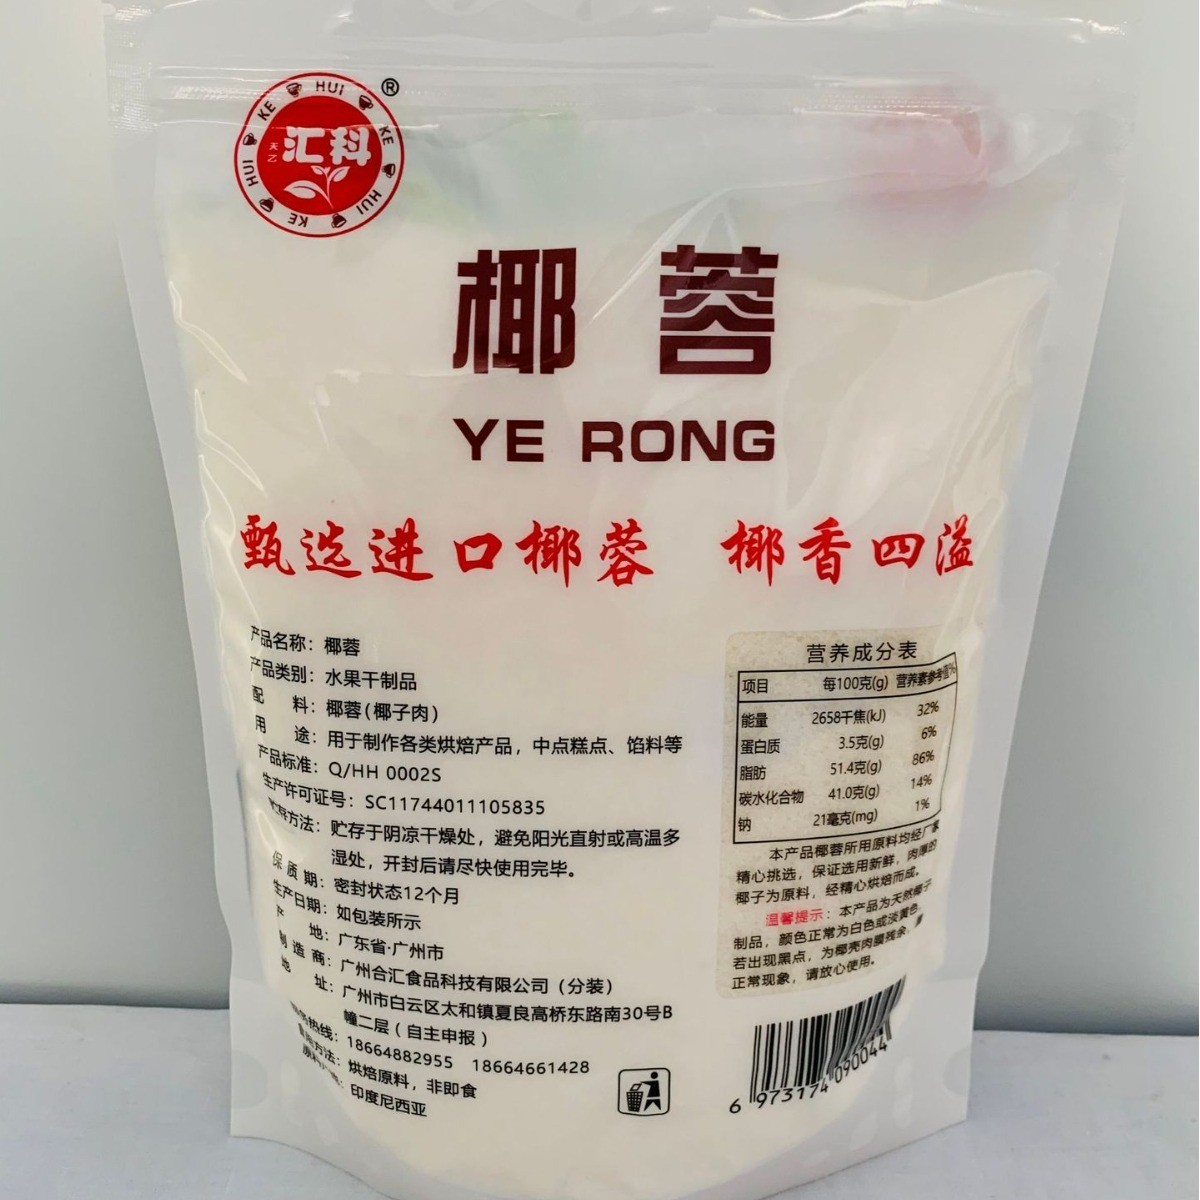 HUI KE HUI KE HUI KE
®
汇科
天乙
椰蓉
YE RONG
甄选进口椰蓉 椰香四溢
产品名称：椰蓉
产品类别：水果干制品
配 料：椰蓉（椰子肉）
用 途：用于制作各类烘焙产品，中点糕点、馅料等
产品标准：Q/HH 0002S
生产许可证号：SC11744011105835
贮存方法：贮存于阴凉干燥处，避免阳光直射或高温多
湿处，开封后请尽快使用完毕。
保质期：密封状态12个月
生产日期：如包装所示
产 地：广东省·广州市
制造商：广州合汇食品科技有限公司（分装）
地 址：广州市白云区太和镇夏良高桥东路南30号B
幢二层（自主申报）
热线：18664882955 18664661428
食用方法：烘焙原料，非即食
印度尼西亚
营养成分表
项目 每100克(g) 营养素参考值%
能量 2658千焦(kJ) 32%
蛋白质 3.5克(g) 6%
脂肪 51.4克(g) 86%
碳水化合物 41.0克(g) 14%
钠 21毫克(mg) 1%
本产品椰蓉所用原料均经厂家
精心挑选，保证选用新鲜，肉厚的
椰子为原料，经精心烘焙而成。
温馨提示：本产品为天然椰子
制品，颜色正常为白色或淡黄色，
若出现黑点，为椰壳肉膜残余，
正常现象，请放心使用。
6 973174 090044